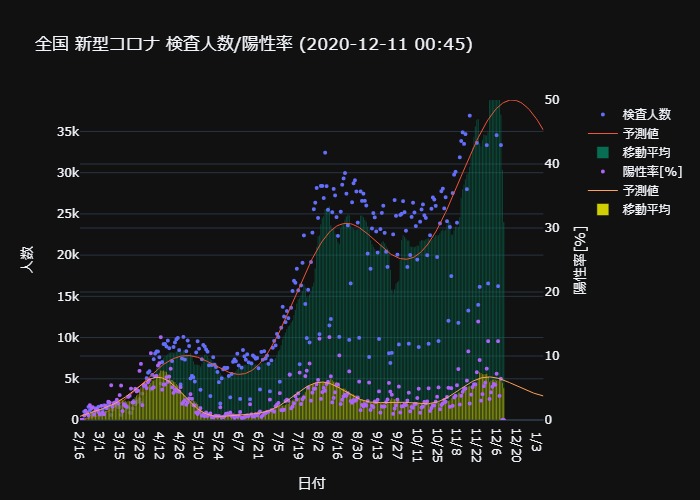 全国 新型コロナ 検査人数/陽性率 (2020-12-11 00:45)
検査人数
予測値
移動平均
陽性率[%]
予測値
移動平均
人数
35k
30k
25k
20k
15k
10k
5k
0
50
40
30
20
10
0
陽性率[%]
2/16
3/1
3/15
3/29
4/12
4/26
5/10
5/24
6/7
6/21
7/5
7/19
8/2
8/16
8/30
9/13
9/27
10/11
10/25
11/8
11/22
12/6
12/20
1/3
日付